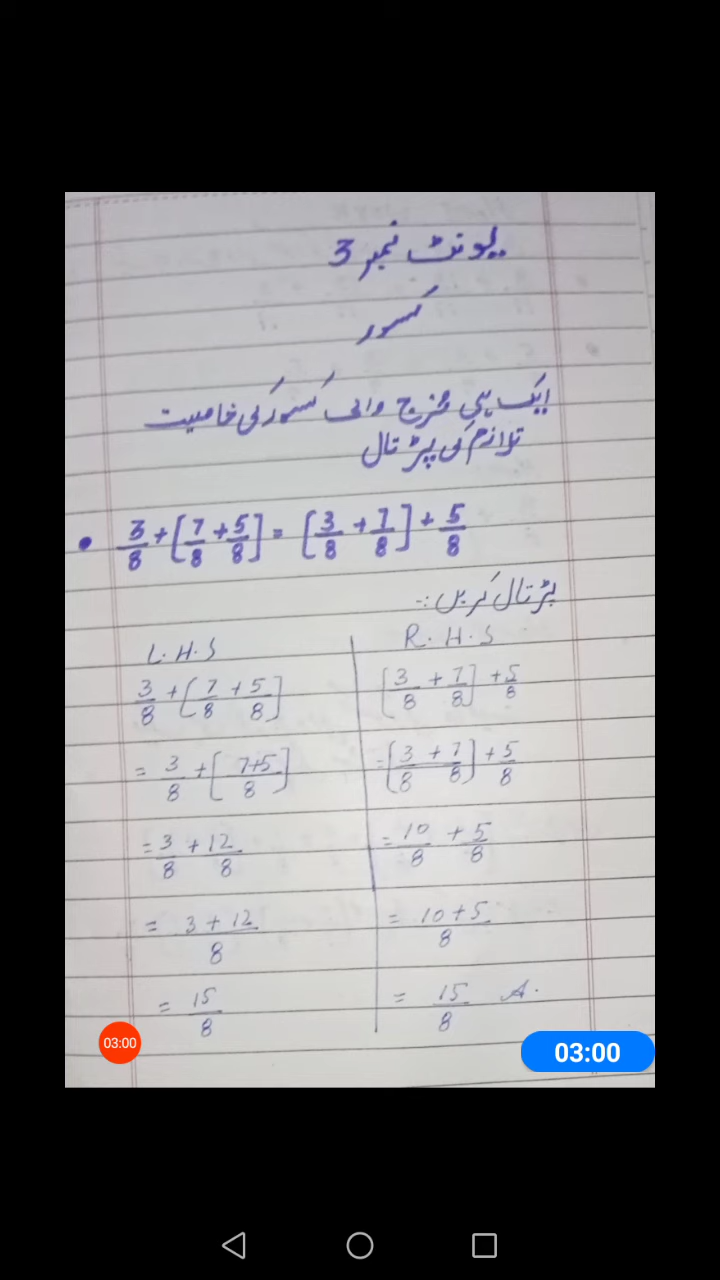 یونٹ نمبر 3
کسور
ایک ہی مخرج والی کسور کی خاصیت
تلازم کی پڑتال
• 3/8 + [7/8 + 5/8] = [3/8 + 7/8] + 5/8
پڑتال کریں:-
L.H.S
3/8 + [7/8 + 5/8]
= 3/8 + [7+5/8]
= 3/8 + 12/8
= 3 + 12/8
= 15/8
R.H.S
[3/8 + 7/8] + 5/8
= [3/8 + 7/8] + 5/8
= 10/8 + 5/8
= 10 + 5/8
= 15/8 A.
03:00
03:00